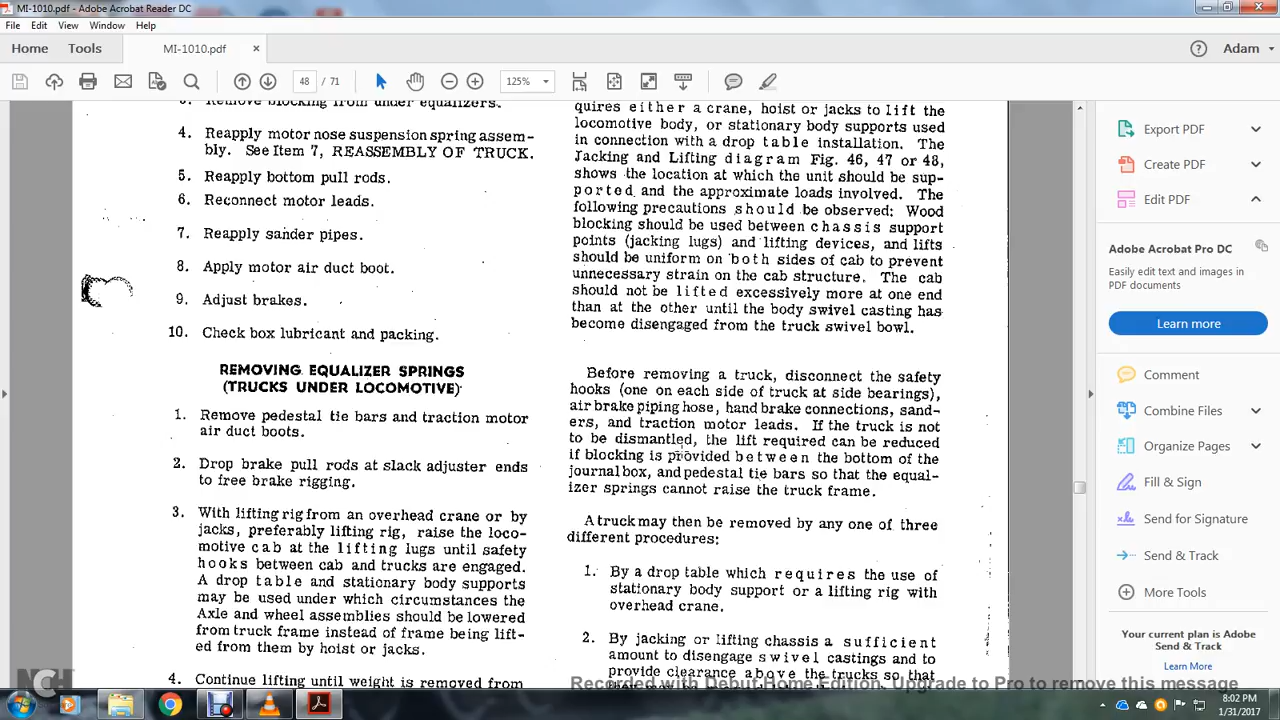 MI-1010.pdf - Adobe Acrobat Reader DC
File Edit View Window Help
Home Tools MI-1010.pdf × Adam
48 / 71 125%
3. Remove blocking from under equalizers.
4. Reapply motor nose suspension spring assem-
bly. See Item 7, REASSEMBLY OF TRUCK.
5. Reapply bottom pull rods.
6. Reconnect motor leads.
7. Reapply sander pipes.
8. Apply motor air duct boot.
9. Adjust brakes.
10. Check box lubricant and packing.
REMOVING EQUALIZER SPRINGS
(TRUCKS UNDER LOCOMOTIVE)
1. Remove pedestal tie bars and traction motor
air duct boots.
2. Drop brake pull rods at slack adjuster ends
to free brake rigging.
3. With lifting rig from an overhead crane or by
jacks, preferably lifting rig, raise the loco-
motive cab at the lifting lugs until safety
hooks between cab and trucks are engaged.
A drop table and stationary body supports
may be used under which circumstances the
Axle and wheel assemblies should be lowered
from truck frame instead of frame being lift-
ed from them by hoist or jacks.
4. Continue lifting until weight is removed from
quires either a crane, hoist or jacks to lift the
locomotive body, or stationary body supports used
in connection with a drop table installation. The
Jacking and Lifting diagram Fig. 46, 47 or 48,
shows the location at which the unit should be sup-
ported and the approximate loads involved. The
following precautions should be observed: Wood
blocking should be used between chassis support
points (jacking lugs) and lifting devices, and lifts
should be uniform on both sides of cab to prevent
unnecessary strain on the cab structure. The cab
should not be lifted excessively more at one end
than at the other until the body swivel casting has
become disengaged from the truck swivel bowl.
Before removing a truck, disconnect the safety
hooks (one on each side of truck at side bearings),
air brake piping hose, hand brake connections, sand-
ers, and traction motor leads. If the truck is not
to be dismantled, the lift required can be reduced
if blocking is provided between the bottom of the
journal box, and pedestal tie bars so that the equal-
izer springs cannot raise the truck frame.
A truck may then be removed by any one of three
different procedures:
1. By a drop table which requires the use of
stationary body support or a lifting rig with
overhead crane.
2. By jacking or lifting chassis a sufficient
amount to disengage swivel castings and to
provide clearance above the trucks so that
Export PDF
Create PDF
Edit PDF
Adobe Acrobat Pro DC
Easily edit text and images in
PDF documents
Learn more
Comment
Combine Files
Organize Pages
Fill & Sign
Send for Signature
Send & Track
More Tools
Your current plan is Adobe
Send & Track
Learn More
NCH
Recorded with Debut Home Edition. Upgrade to Pro to remove this message
8:02 PM
1/31/2017